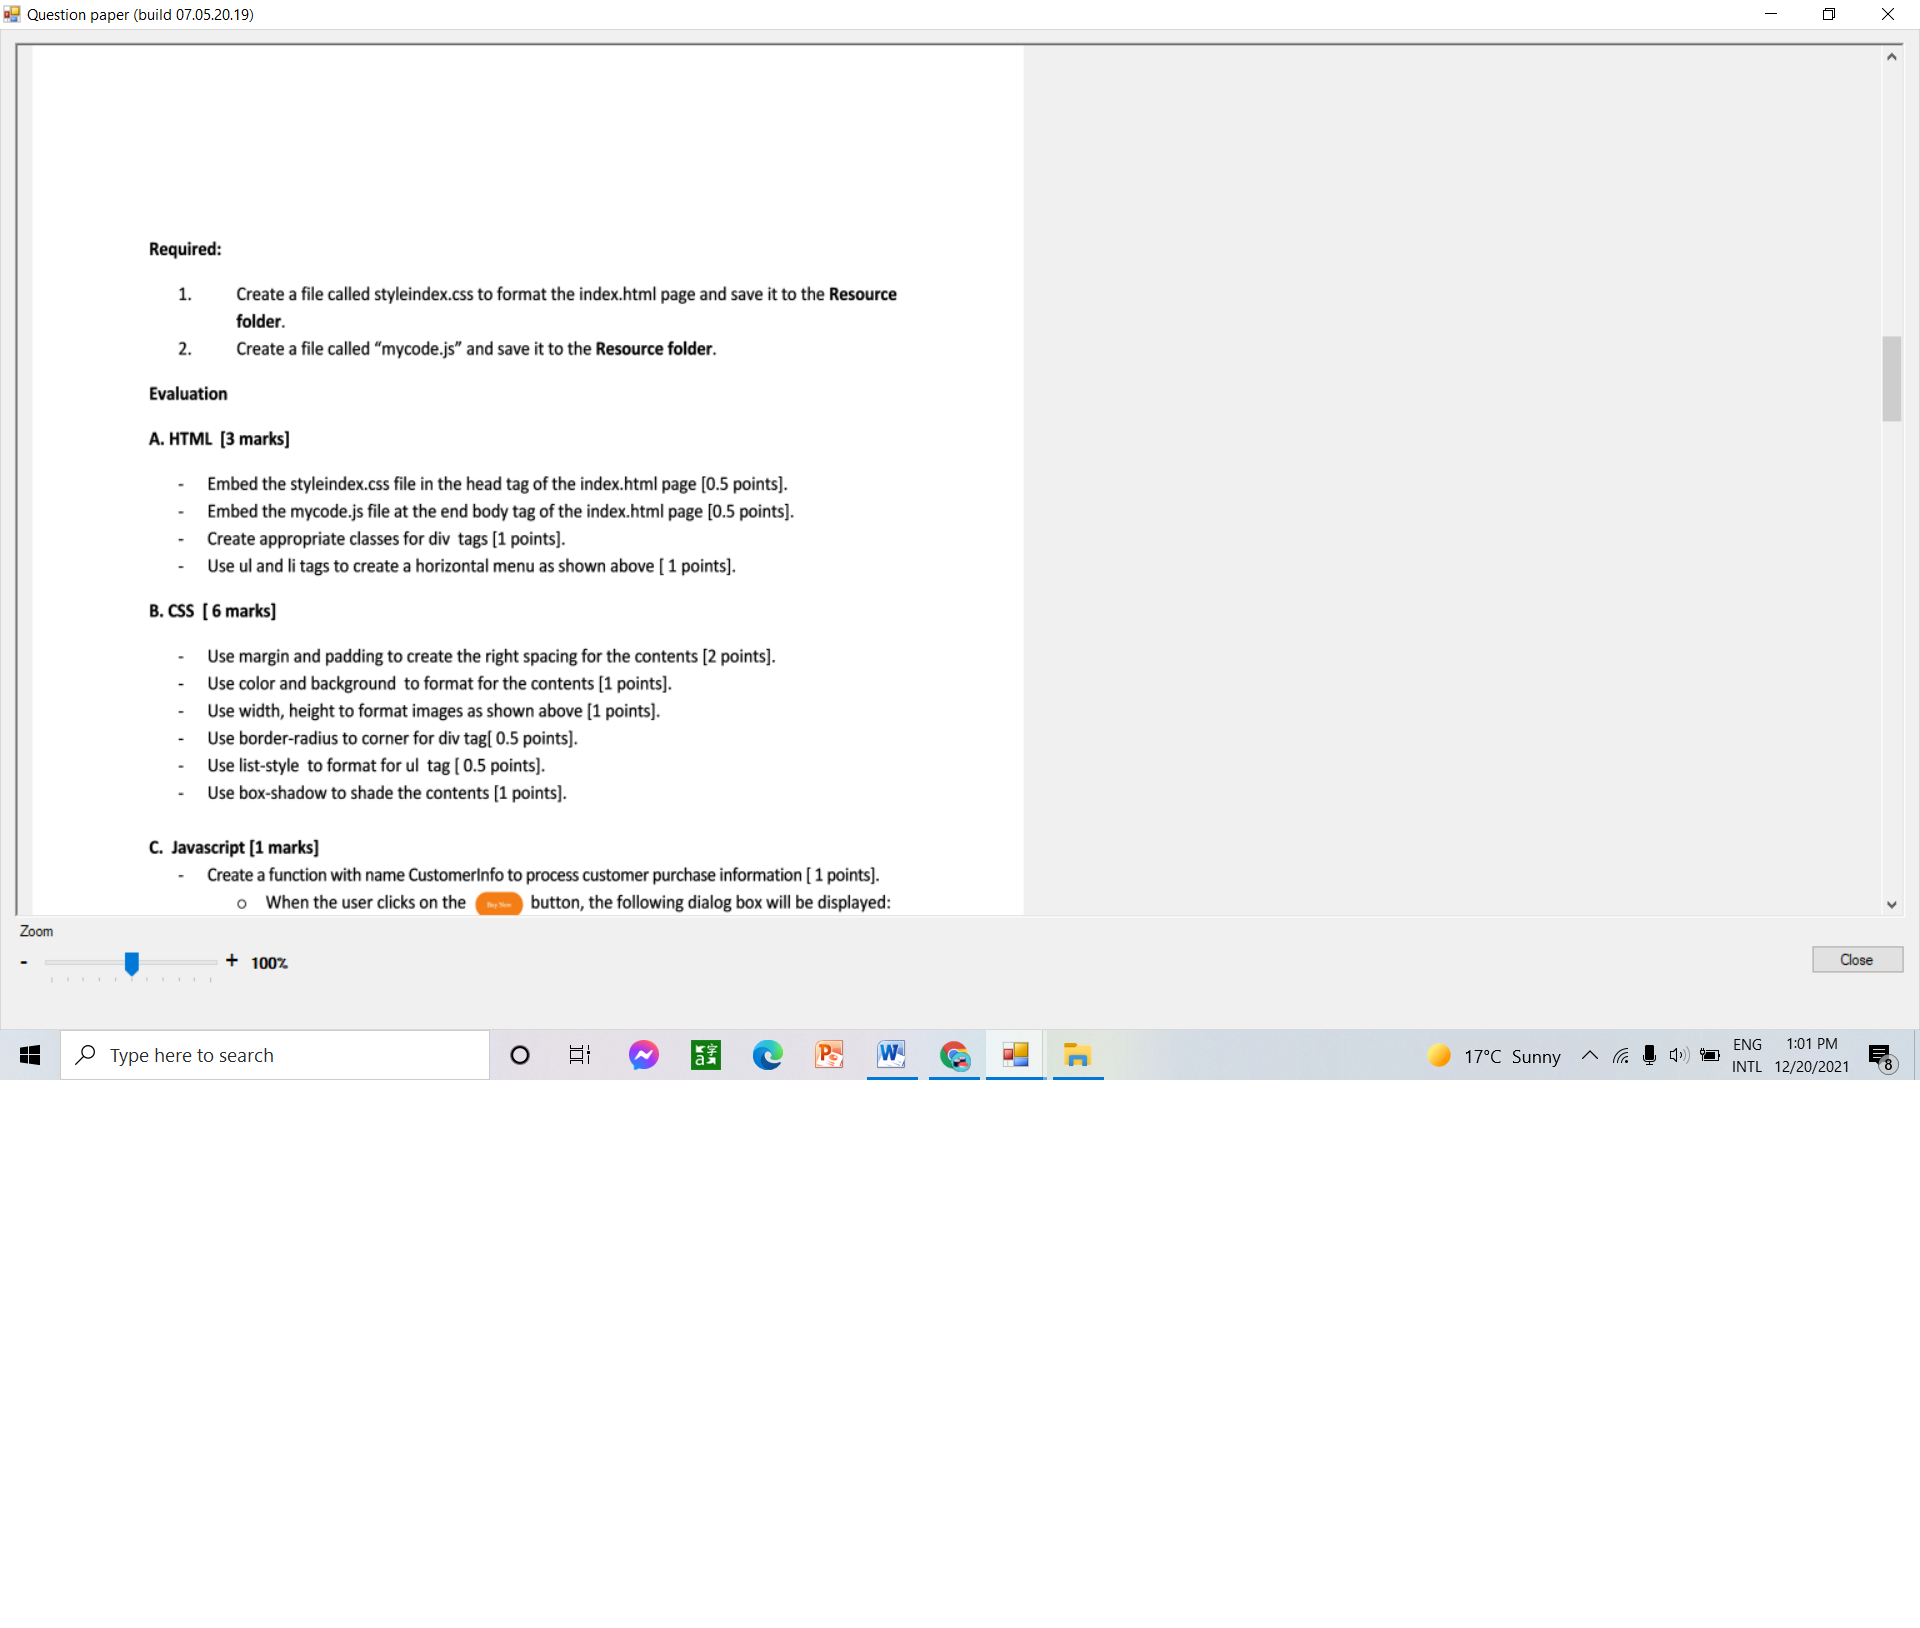 Question paper (build 07.05.20.19)
Required:
1. Create a file called styleindex.css to format the index.html page and save it to the Resource
folder.
2. Create a file called “mycode.js” and save it to the Resource folder.
Evaluation
A. HTML [3 marks]
- Embed the styleindex.css file in the head tag of the index.html page [0.5 points].
- Embed the mycode.js file at the end body tag of the index.html page [0.5 points].
- Create appropriate classes for div tags [1 points].
- Use ul and li tags to create a horizontal menu as shown above [ 1 points].
B. CSS [ 6 marks]
- Use margin and padding to create the right spacing for the contents [2 points].
- Use color and background to format for the contents [1 points].
- Use width, height to format images as shown above [1 points].
- Use border-radius to corner for div tag[ 0.5 points].
- Use list-style to format for ul tag [ 0.5 points].
- Use box-shadow to shade the contents [1 points].
C. Javascript [1 marks]
- Create a function with name CustomerInfo to process customer purchase information [ 1 points].
o When the user clicks on the Buy Now button, the following dialog box will be displayed:
Zoom
- + 100%
Close
Type here to search
17°C Sunny
ENG
INTL
1:01 PM
12/20/2021
8